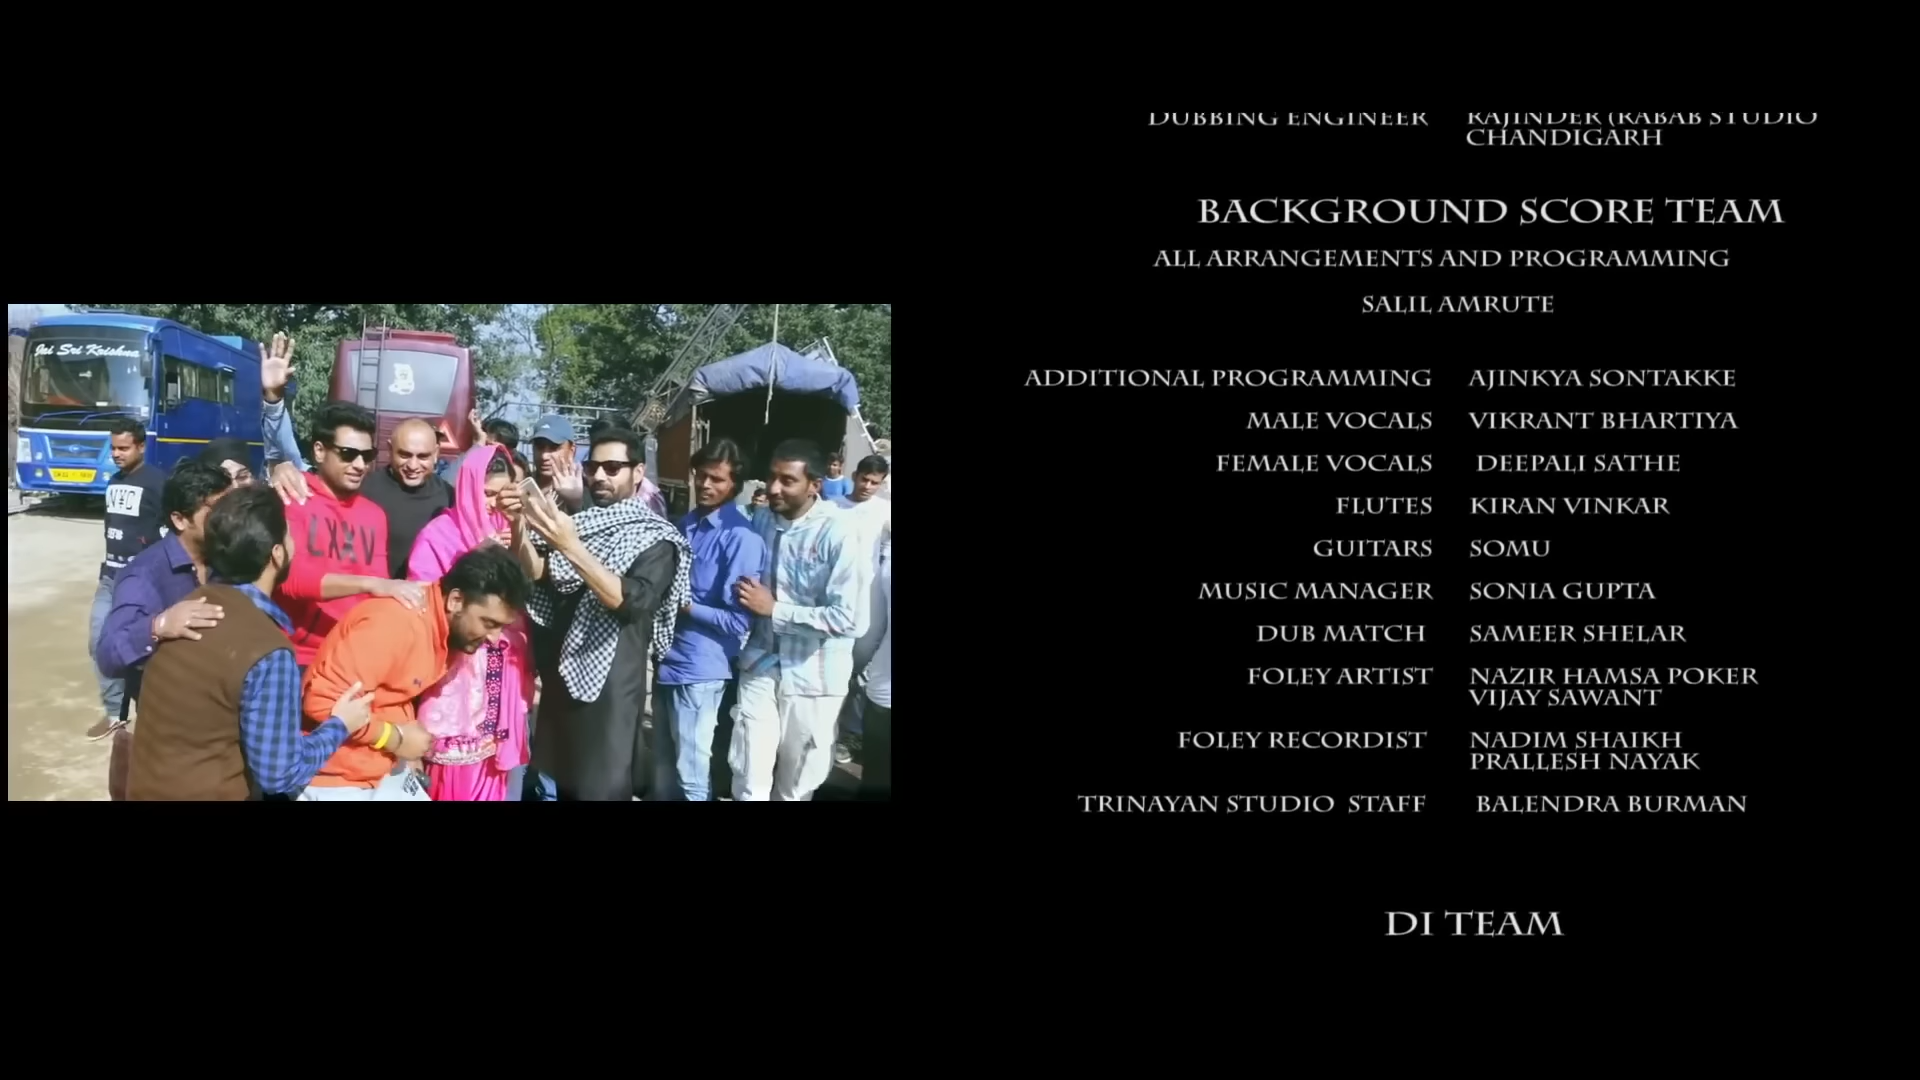 Jai Sri Krishna
N¥C
LXXV
DUBBING ENGINEER RAJINDER (RABAB STUDIO
CHANDIGARH
BACKGROUND SCORE TEAM
ALL ARRANGEMENTS AND PROGRAMMING
SALIL AMRUTE
ADDITIONAL PROGRAMMING AJINKYA SONTAKKE
MALE VOCALS VIKRANT BHARTIYA
FEMALE VOCALS DEEPALI SATHE
FLUTES KIRAN VINKAR
GUITARS SOMU
MUSIC MANAGER SONIA GUPTA
DUB MATCH SAMEER SHELAR
FOLEY ARTIST NAZIR HAMSA POKER
VIJAY SAWANT
FOLEY RECORDIST NADIM SHAIKH
PRALLESH NAYAK
TRINAYAN STUDIO STAFF BALENDRA BURMAN
DI TEAM